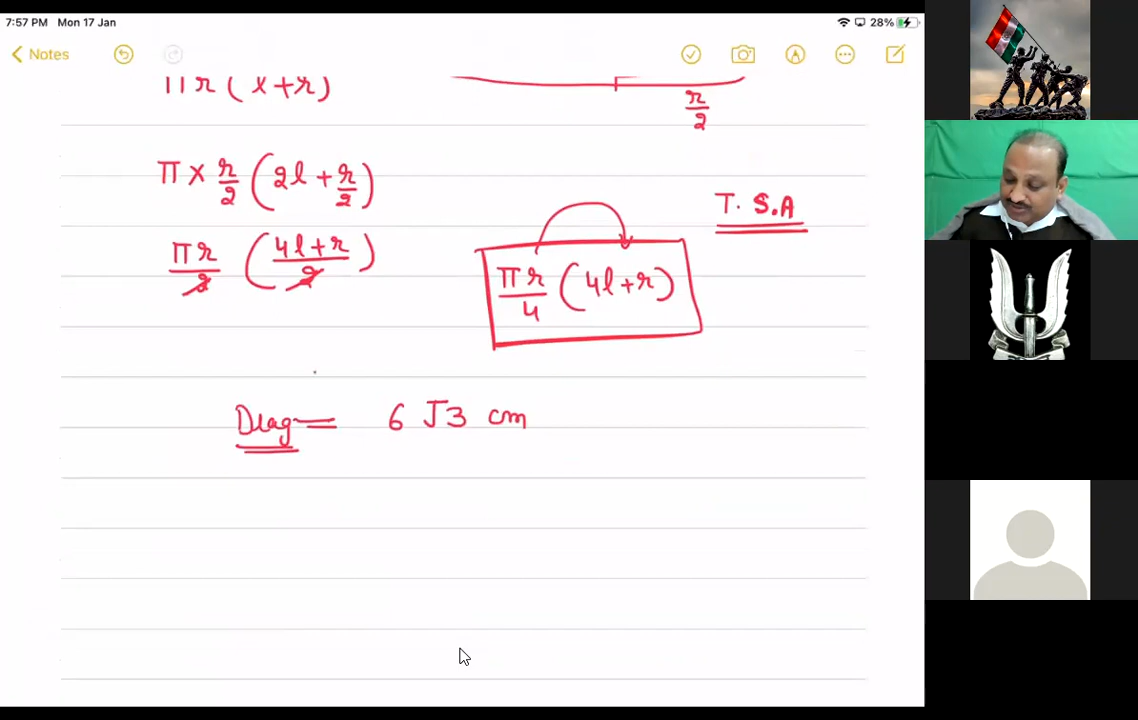 7:57 PM Mon 17 Jan
28%
Notes
πr(x+r)
r/2
π × r/2 (2l + r/2)
T.S.A
πr/2 (4l+r/2)
πr/4 (4l+r)
Diag = 6√3 cm